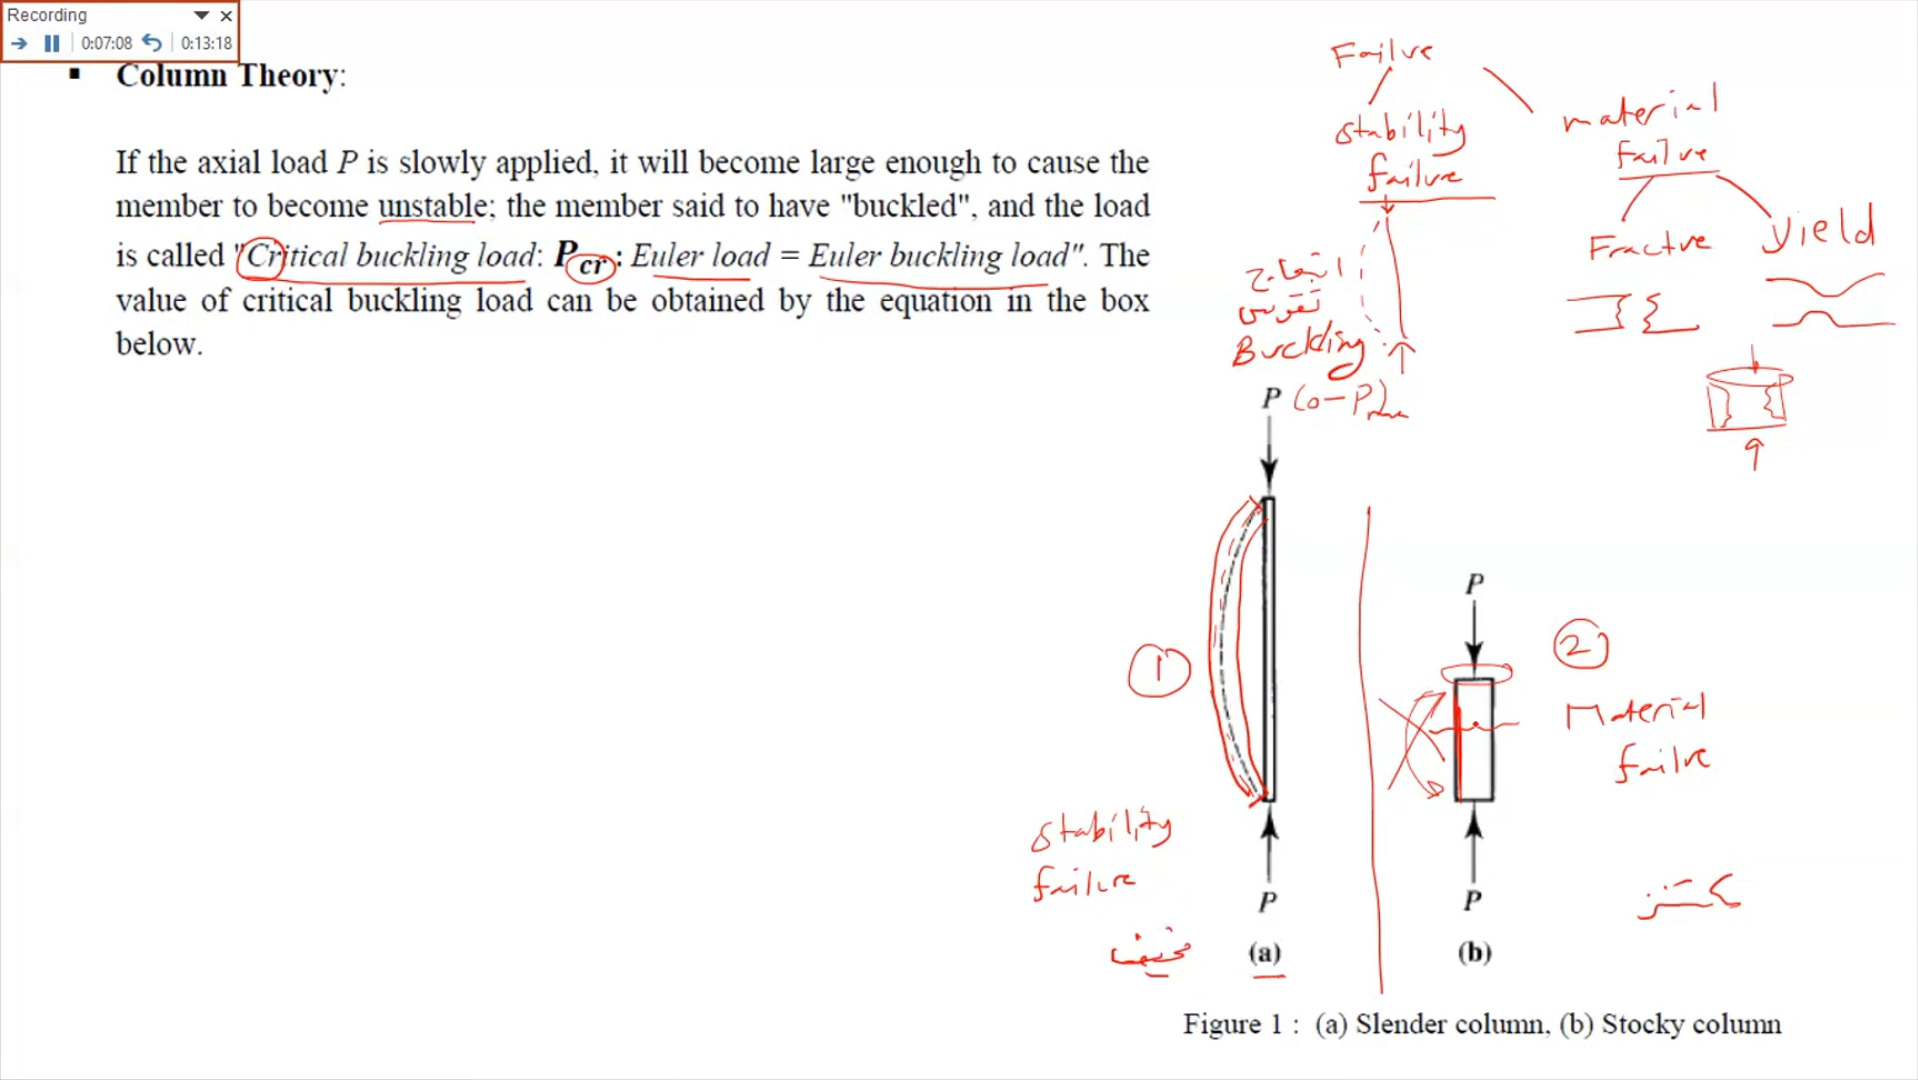 Recording
0:07:08 0:13:18
▪ Column Theory:
If the axial load P is slowly applied, it will become large enough to cause the
member to become unstable; the member said to have "buckled", and the load
is called "Critical buckling load: Pcr: Euler load = Euler buckling load". The
value of critical buckling load can be obtained by the equation in the box
below.
Failure
stability
failure
material
failure
Fracture
yield
تقوس
Buckling
P
P
1
2
Material
failure
stability
failure
P
P
(a)
(b)
Figure 1 : (a) Slender column, (b) Stocky column